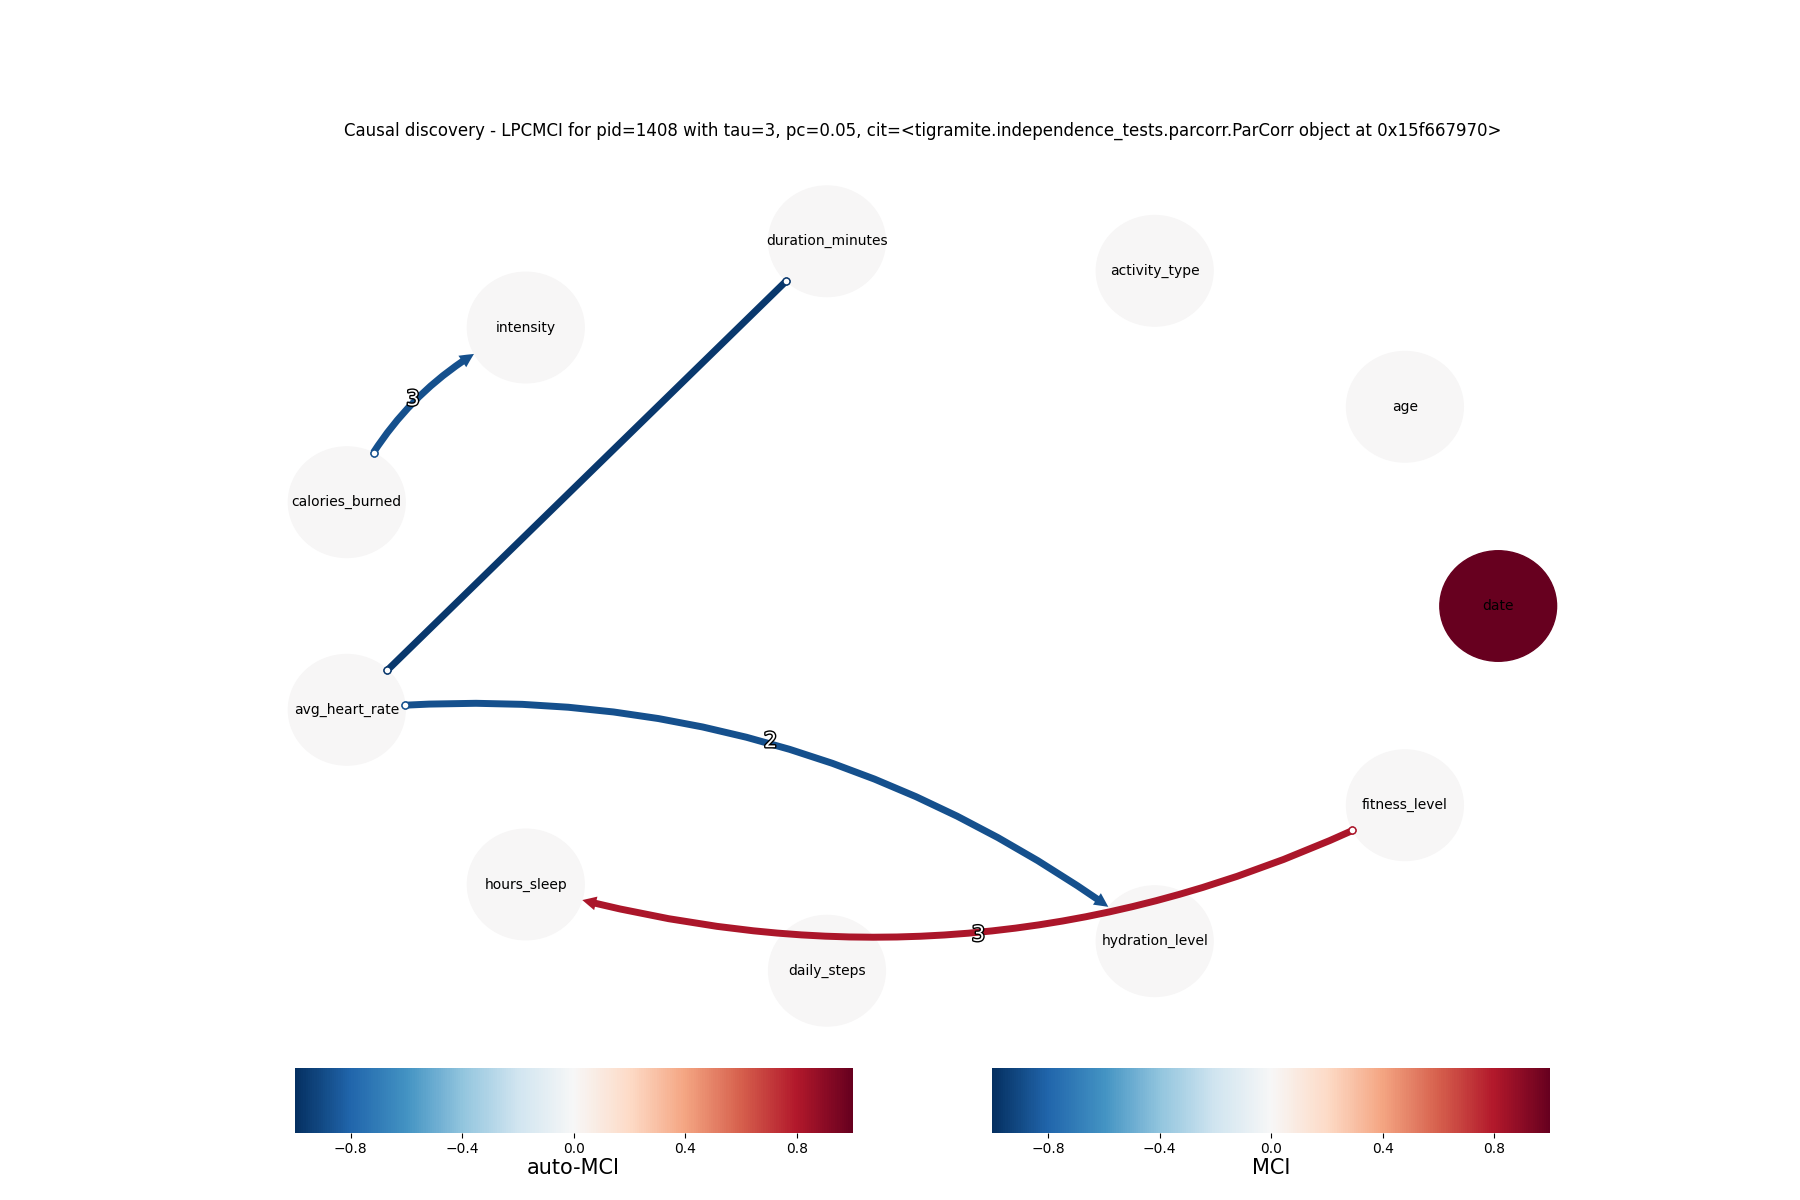 Causal discovery - LPCMCI for pid=1408 with tau=3, pc=0.05, cit=<tigramite.independence_tests.parcorr.ParCorr object at 0x15f667970>
duration_minutes
activity_type
intensity
3
age
calories_burned
date
avg_heart_rate
2
fitness_level
hours_sleep
3
hydration_level
daily_steps
−0.8 −0.4 0.0 0.4 0.8
auto-MCI
−0.8 −0.4 0.0 0.4 0.8
MCI